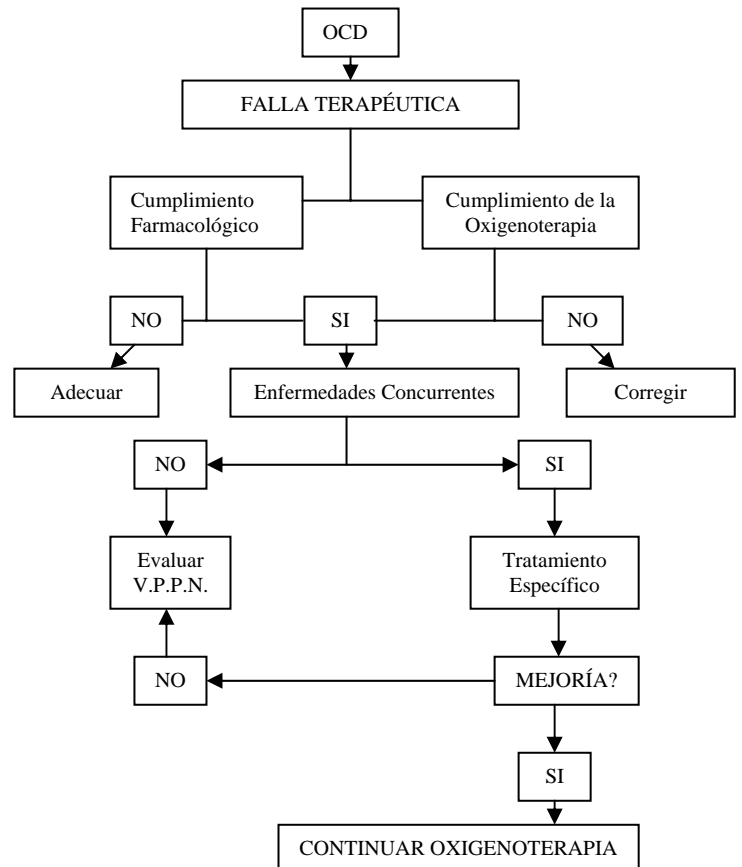 OCD
FALLA TERAPÉUTICA
Cumplimiento
Farmacológico
Cumplimiento de la
Oxigenoterapia
NO
SI
NO
Adecuar
Enfermedades Concurrentes
Corregir
NO
SI
Evaluar
V.P.P.N.
Tratamiento
Específico
NO
MEJORÍA?
SI
CONTINUAR OXIGENOTERAPIA